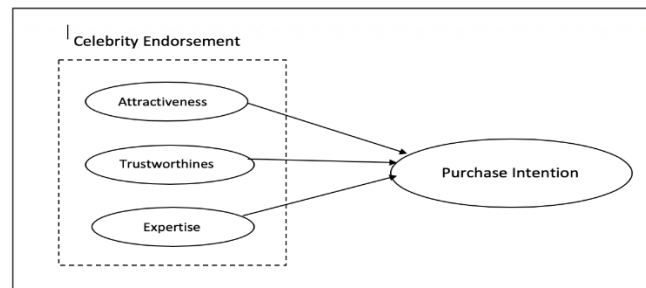 Celebrity Endorsement
Attractiveness
Trustworthines
Purchase Intention
Expertise